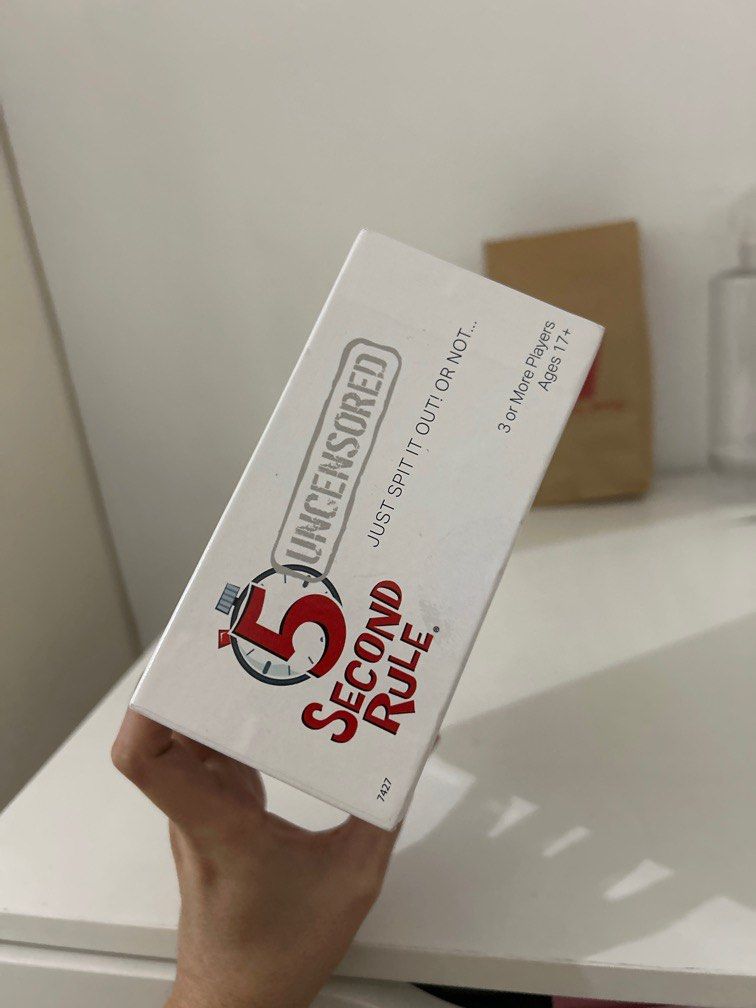 5
SECOND
RULE®
UNCENSORED
JUST SPIT IT OUT! OR NOT...
3 or More Players
Ages 17+
7427